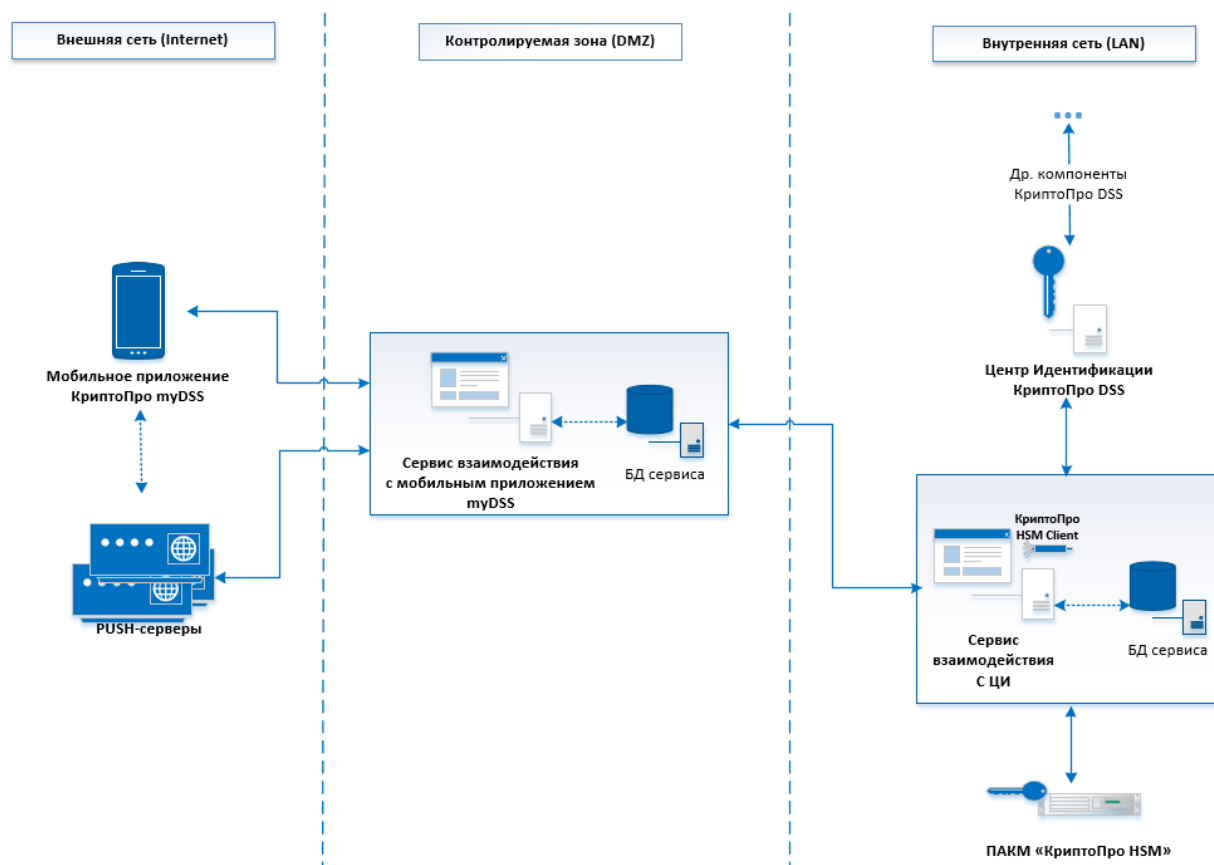 Внешняя сеть (Internet)
Контролируемая зона (DMZ)
Внутренняя сеть (LAN)
Др. компоненты
КриптоПро DSS
Центр Идентификации
КриптоПро DSS
Мобильное приложение
КриптоПро myDSS
Сервис взаимодействия
с мобильным приложением
myDSS
БД сервиса
PUSH-серверы
КриптоПро
HSM Client
Сервис
взаимодействия
С ЦИ
БД сервиса
ПАКМ «КриптоПро HSM»